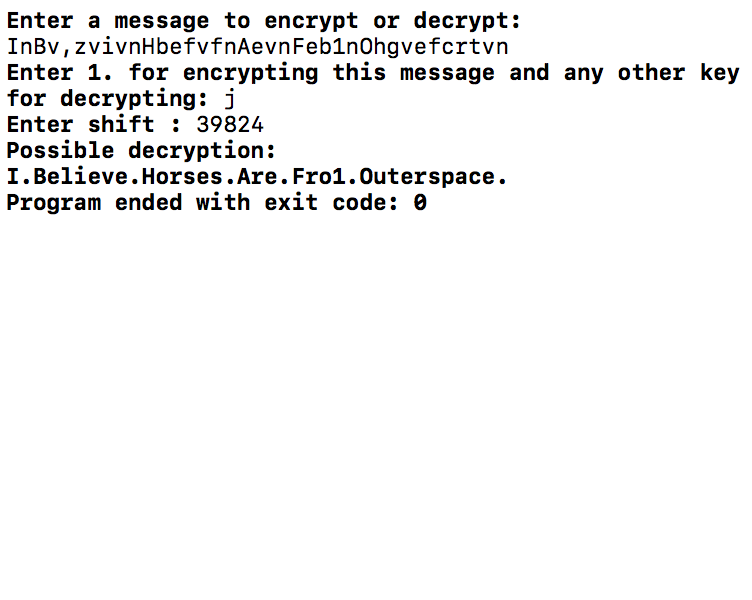 Enter a message to encrypt or decrypt:
InBv,zvivnHbefvfnAevnFeb1nOhgvefcrtvn
Enter 1. for encrypting this message and any other key
for decrypting: j
Enter shift : 39824
Possible decryption:
I.Believe.Horses.Are.Fro1.Outerspace.
Program ended with exit code: 0